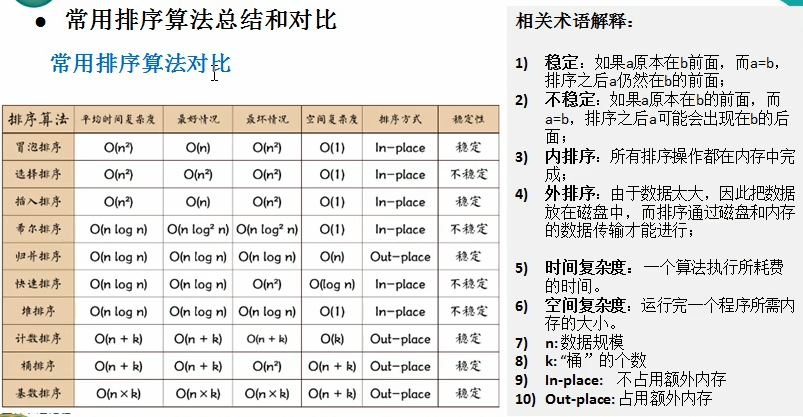 ● 常用排序算法总结和对比
常用排序算法对比
排序算法 平均时间复杂度 最好情况 最坏情况 空间复杂度 排序方式 稳定性
冒泡排序 O(n²) O(n) O(n²) O(1) In-place 稳定
选择排序 O(n²) O(n²) O(n²) O(1) In-place 不稳定
插入排序 O(n²) O(n) O(n²) O(1) In-place 稳定
希尔排序 O(n log n) O(n log² n) O(n log² n) O(1) In-place 不稳定
归并排序 O(n log n) O(n log n) O(n log n) O(n) Out-place 稳定
快速排序 O(n log n) O(n log n) O(n²) O(log n) In-place 不稳定
堆排序 O(n log n) O(n log n) O(n log n) O(1) In-place 不稳定
计数排序 O(n + k) O(n + k) O(n + k) O(k) Out-place 稳定
桶排序 O(n + k) O(n + k) O(n²) O(n + k) Out-place 稳定
基数排序 O(n×k) O(n×k) O(n×k) O(n + k) Out-place 稳定
相关术语解释：
1) 稳定：如果a原本在b前面，而a=b，
排序之后a仍然在b的前面；
2) 不稳定：如果a原本在b的前面，而
a=b，排序之后a可能会出现在b的后
面；
3) 内排序：所有排序操作都在内存中完
成；
4) 外排序：由于数据太大，因此把数据
放在磁盘中，而排序通过磁盘和内存
的数据传输才能进行；
5) 时间复杂度：一个算法执行所耗费
的时间。
6) 空间复杂度：运行完一个程序所需内
存的大小。
7) n: 数据规模
8) k: “桶”的个数
9) In-place: 不占用额外内存
10) Out-place: 占用额外内存